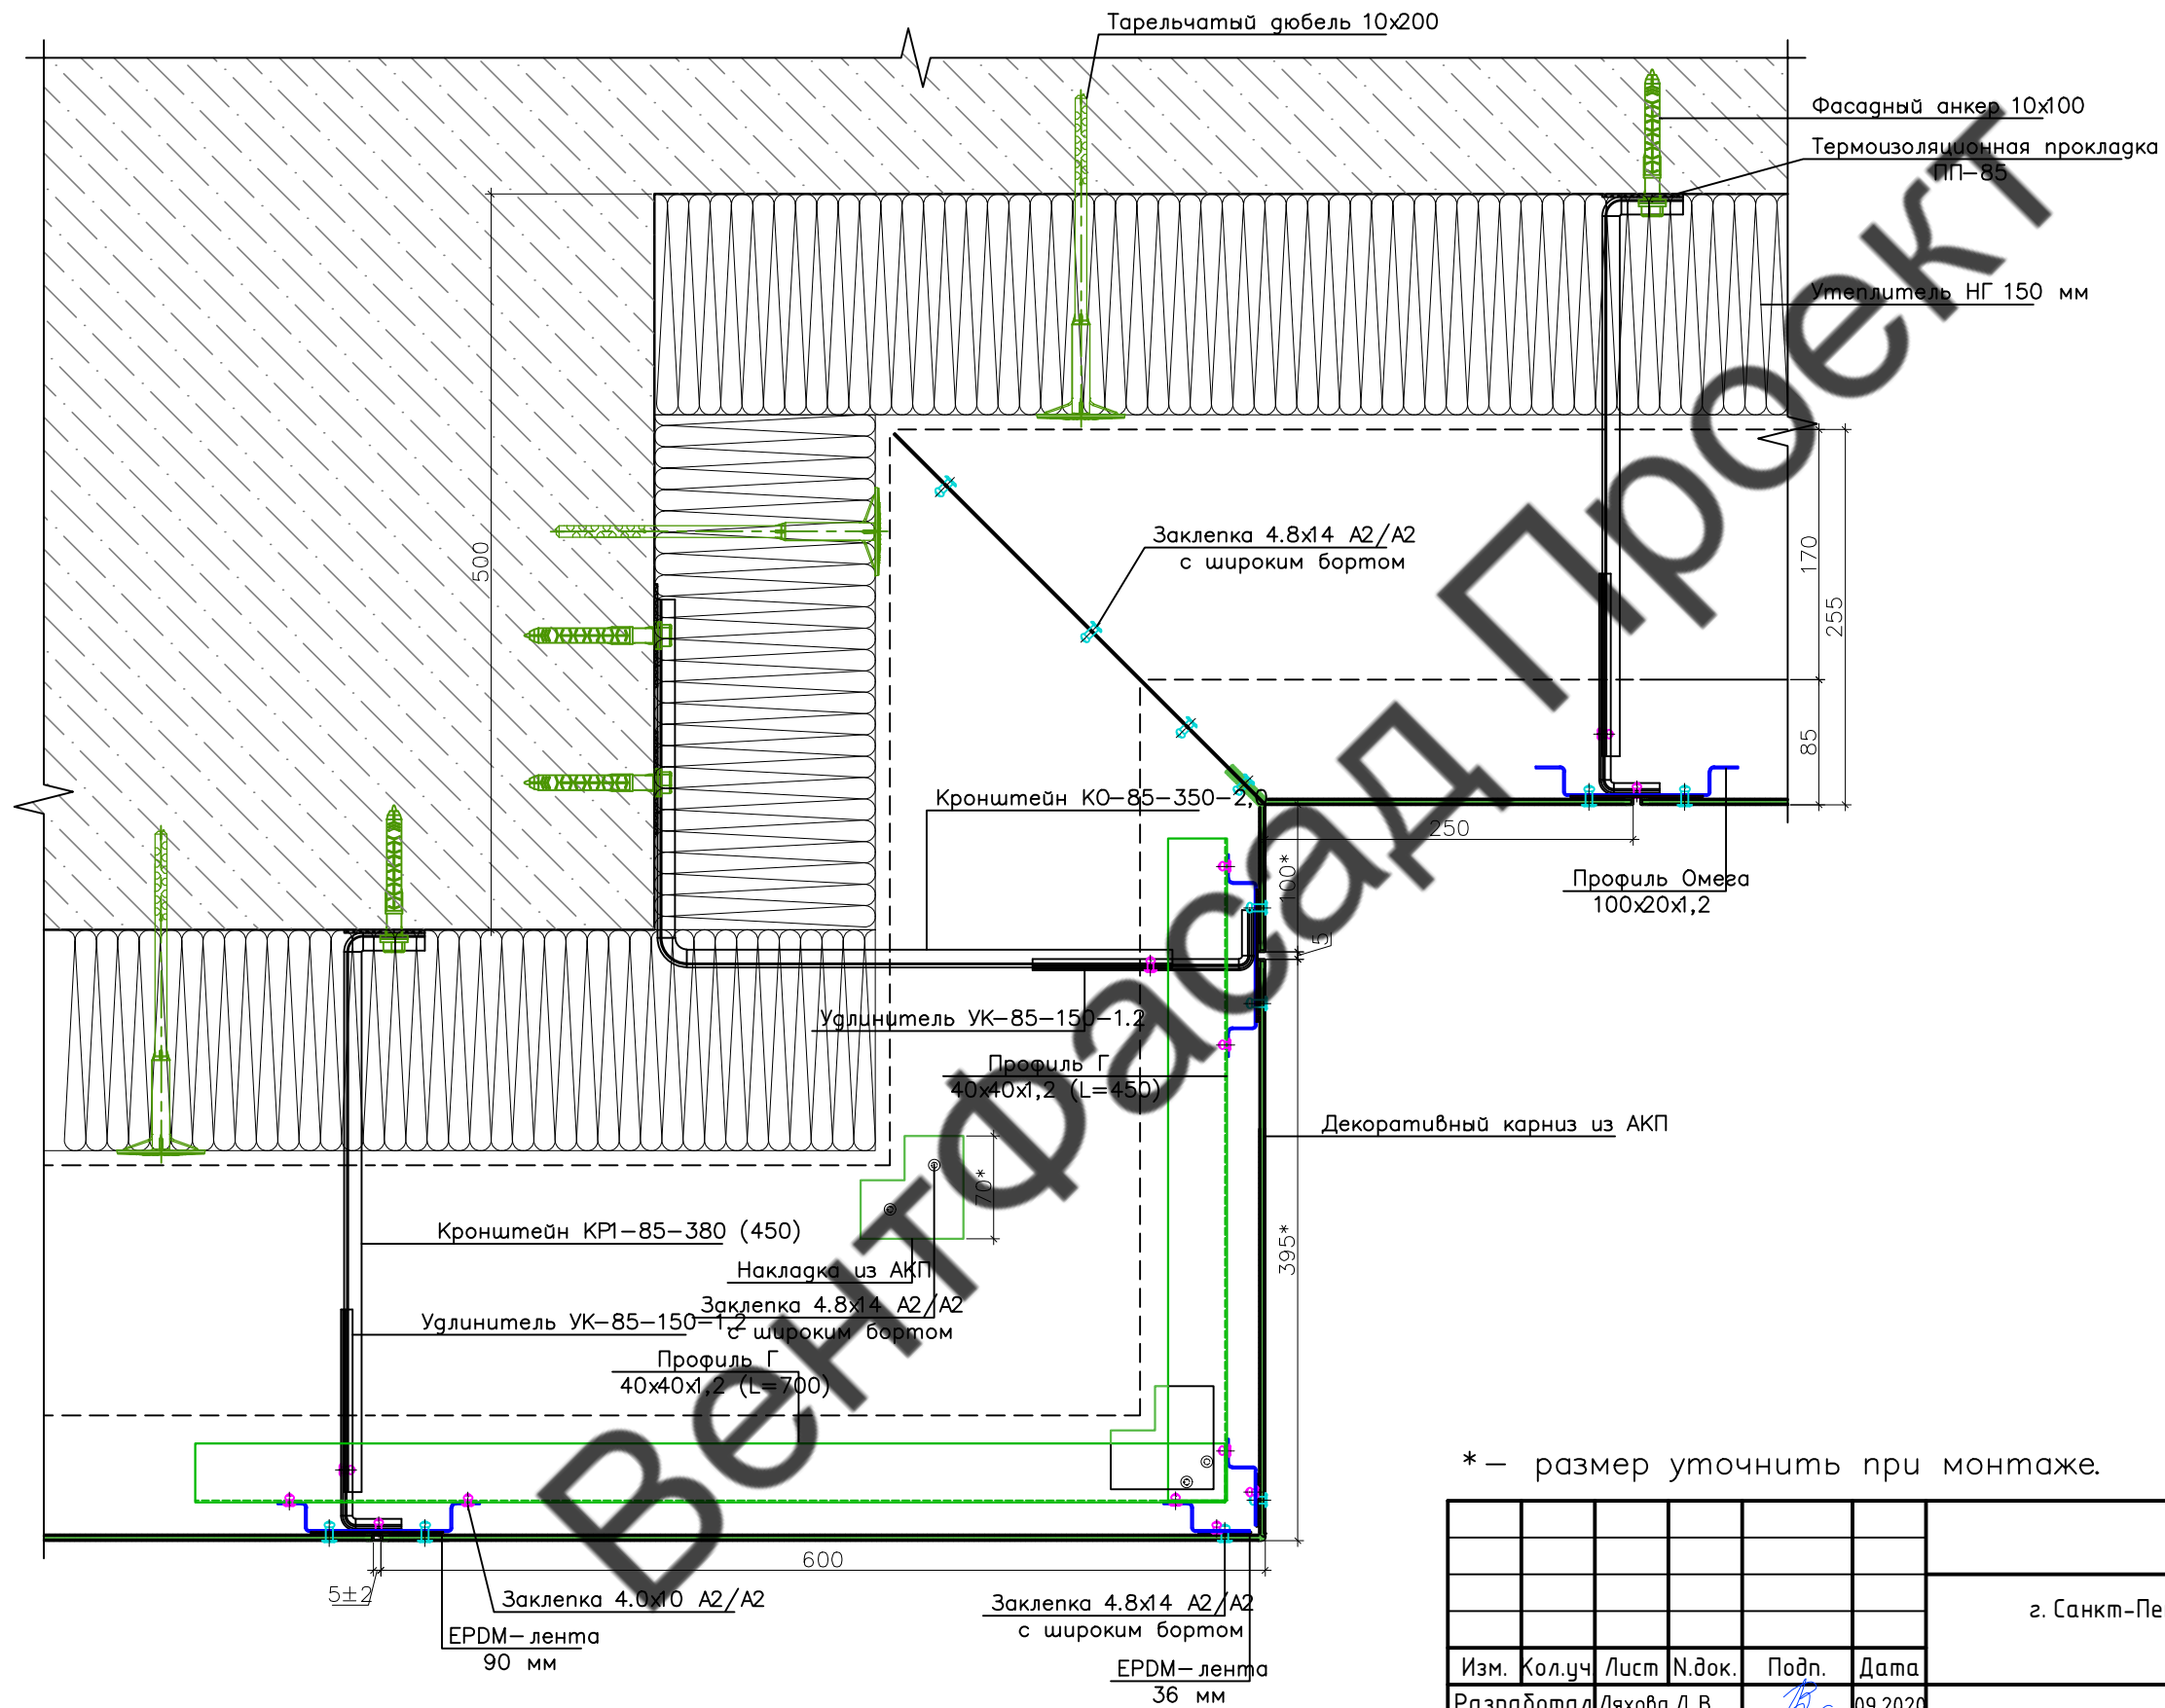 Тарельчатый дюбель 10х200
Фасадный анкер 10х100
Термоизоляционная прокладка
ПП-85
Утеплитель НГ 150 мм
500
Заклепка 4.8х14 А2/А2
с широким бортом
170
255
85
Кронштейн КО-85-350-2,0
250
100*
Профиль Омега
100х20х1,2
5
Удлинитель УК-85-150-1.2
Профиль Г
40х40х1,2 (L=450)
Декоративный карниз из АКП
70*
395*
Кронштейн КР1-85-380 (450)
Накладка из АКП
Заклепка 4.8х14 А2/А2
с широким бортом
Удлинитель УК-85-150-1.2
Профиль Г
40х40х1,2 (L=700)
600
5±2
Заклепка 4.0х10 А2/А2
EPDM-лента
90 мм
Заклепка 4.8х14 А2/А2
с широким бортом
EPDM-лента
36 мм
*- размер уточнить при монтаже.
г. Санкт-Пе
Изм. Кол.уч. Лист N.док. Подп. Дата
Разработал Ляхова Д.В. 09.2020
ВентФасад Проект